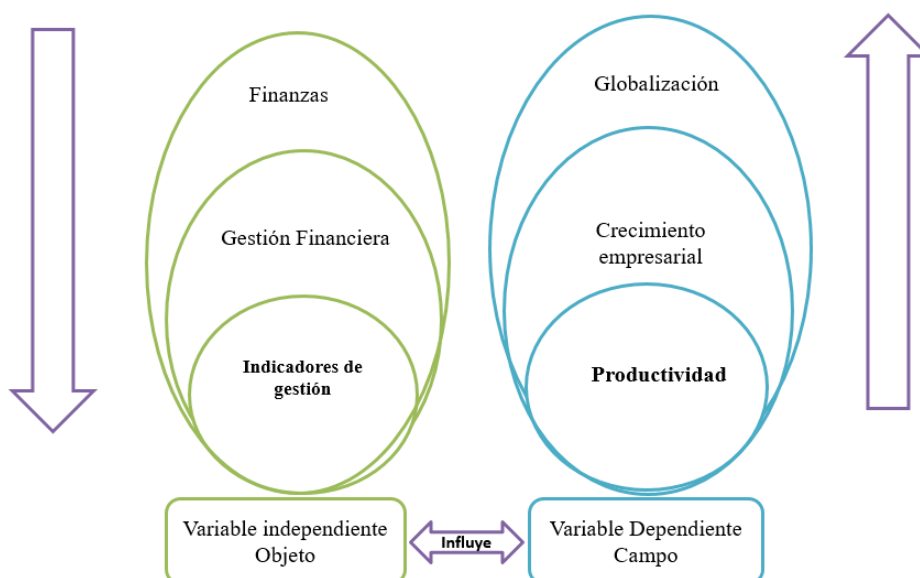 Finanzas
Gestión Financiera
Indicadores de
gestión
Globalización
Crecimiento
empresarial
Productividad
Variable independiente
Objeto
Influye
Variable Dependiente
Campo